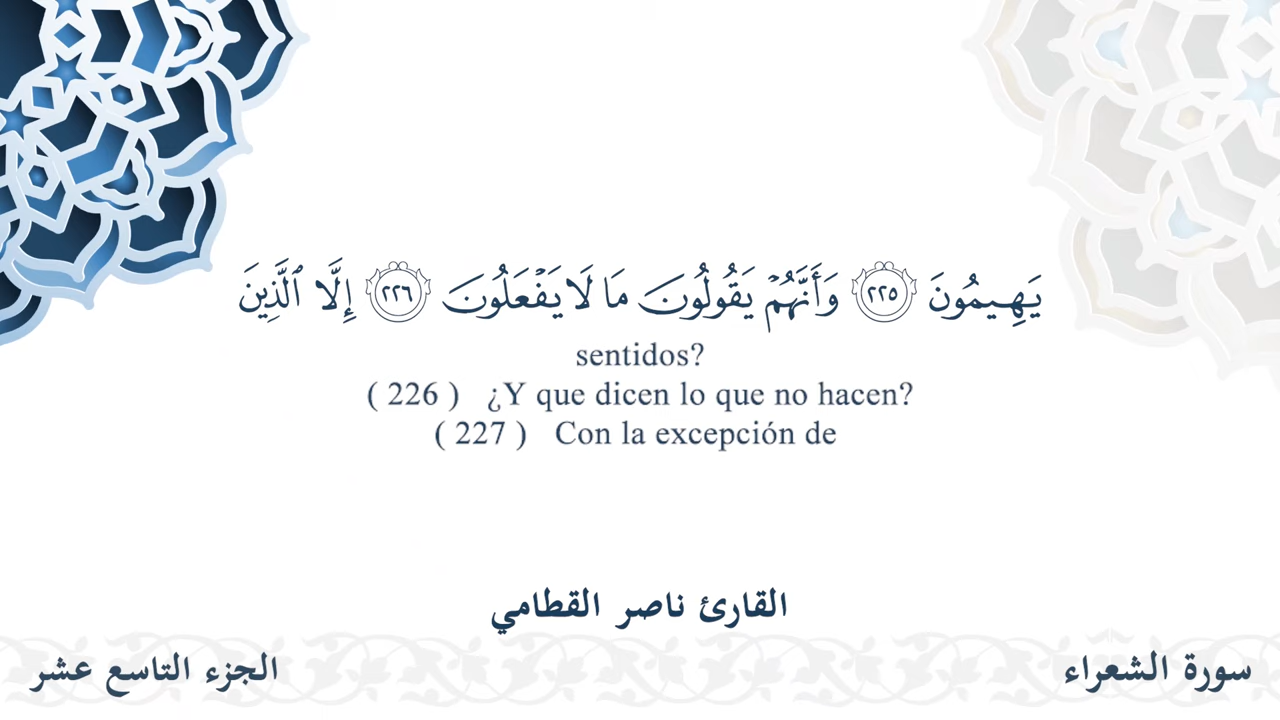 يَهِيمُونَ ٢٢٥ وَأَنَّهُمْ يَقُولُونَ مَا لَا يَفْعَلُونَ ٢٢٦ إِلَّا ٱلَّذِينَ
sentidos?
( 226 ) ¿Y que dicen lo que no hacen?
( 227 ) Con la excepción de
القارئ ناصر القطامي
سورة الشعراء
الجزء التاسع عشر